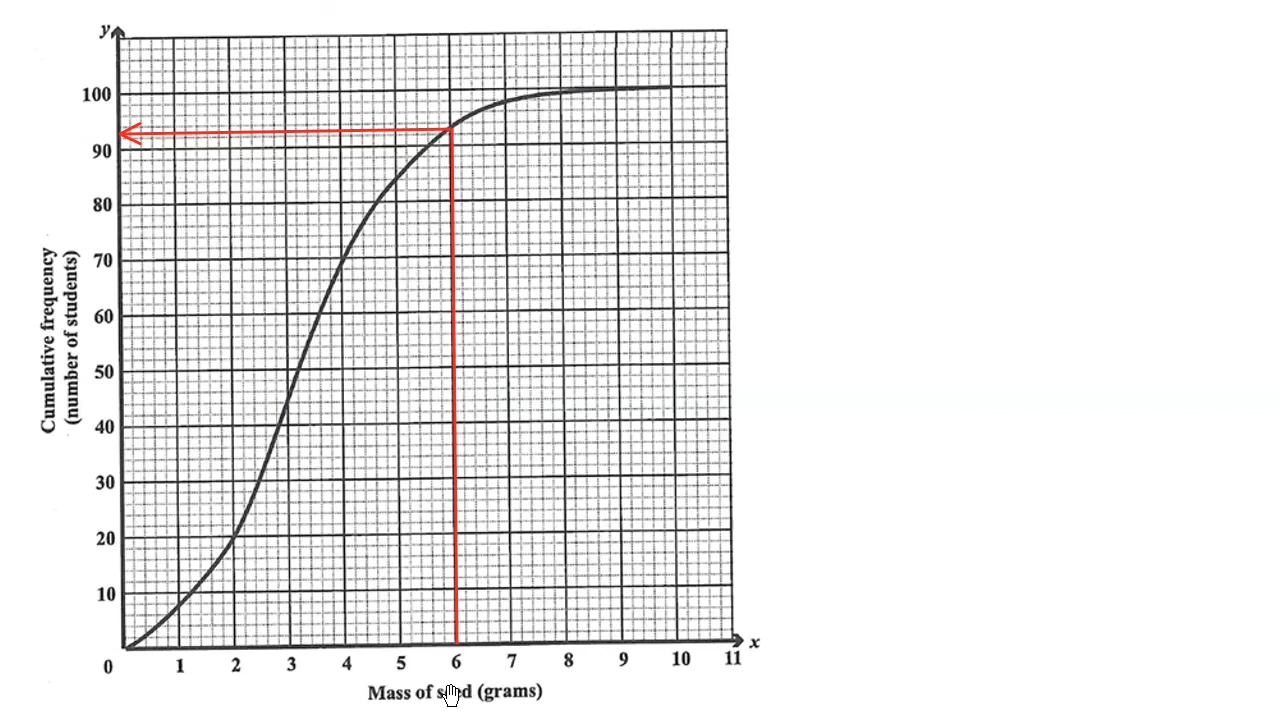 y
100
90
80
70
60
50
40
30
20
10
0
1 2 3 4 5 6 7 8 9 10 11 x
Cumulative frequency
(number of students)
Mass of (grams)